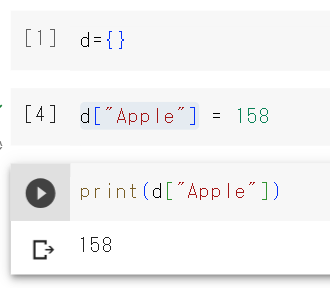 [1] d={}
[4] d["Apple"] = 158
print(d["Apple"])
158